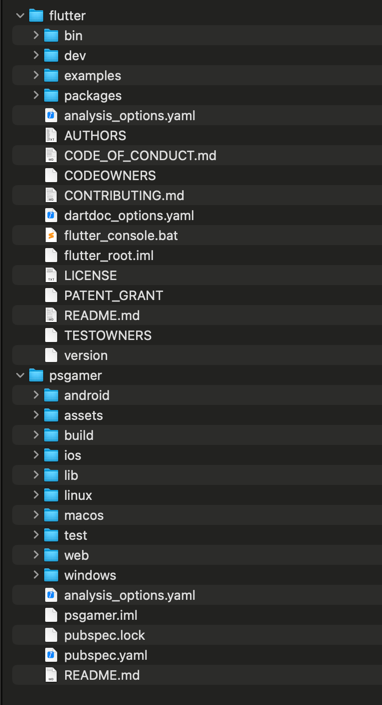 flutter
bin
dev
examples
packages
analysis_options.yaml
AUTHORS
CODE_OF_CONDUCT.md
CODEOWNERS
CONTRIBUTING.md
dartdoc_options.yaml
flutter_console.bat
flutter_root.iml
LICENSE
PATENT_GRANT
README.md
TESTOWNERS
version
psgamer
android
assets
build
ios
lib
linux
macos
test
web
windows
analysis_options.yaml
psgamer.iml
pubspec.lock
pubspec.yaml
README.md